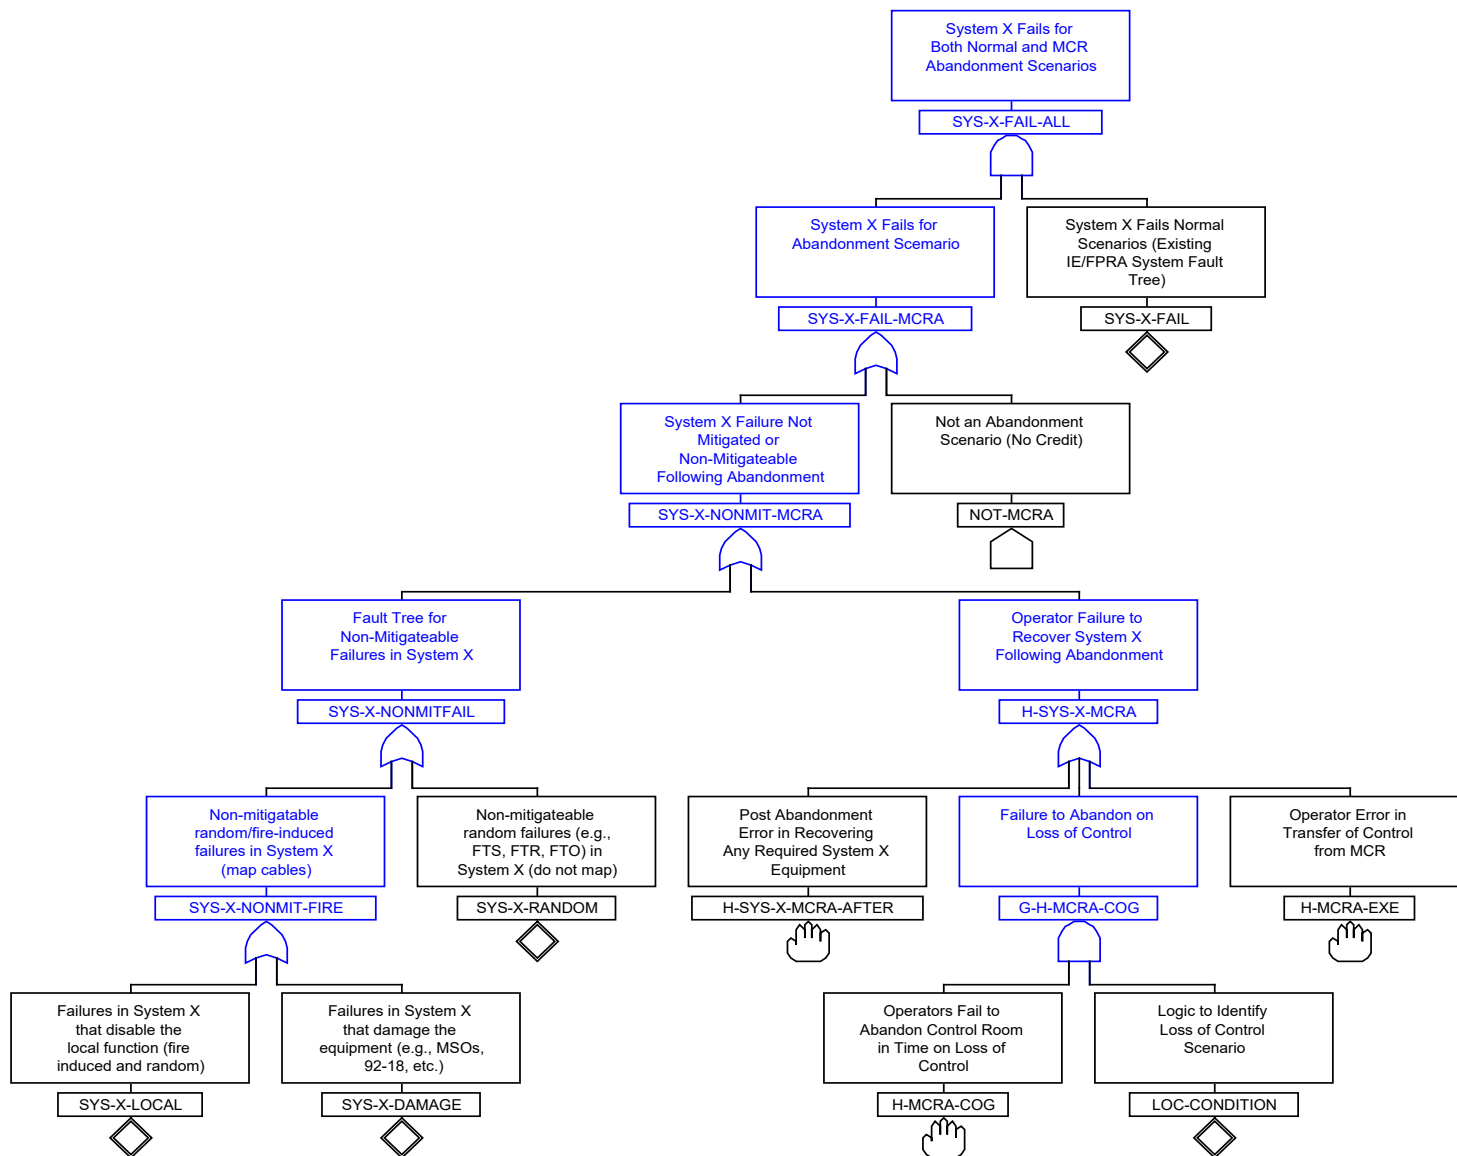 System X Fails for
Both Normal and MCR
Abandonment Scenarios
SYS-X-FAIL-ALL
System X Fails for
Abandonment Scemario
SYS-X-FAIL-MCRA
System X Fails Normal
Scenarios (Existing
IE/FPRA System Fault
Tree)
SYS-X-FAIL
System X Failure Not
Mitigated or
Non-Mitigateable
Following Abandonment
SYS-X-NONMIT-MCRA
Not an Abandonment
Scenario (No Credit)
NOT-MCRA
Fault Tree for
Non-Mitigateable
Failures in System X
SYS-X-NONMITFAIL
Operator Failure to
Recover System X
Following Abandonment
H-SYS-X-MCRA
Non-mitigatable
random/fire-induced
failures in System X
(map cables)
SYS-X-NONMIT-FIRE
Non-mitigateable
random failures (e.g.,
FTS, FTR, FTO) in
System X (do not map)
SYS-X-RANDOM
Post Abandonment
Error in Recovering
Any Required System X
Equipment
H-SYS-X-MCRA-AFTER
Failure to Abandon on
Loss of Control
G-H-MCRA-COG
Operator Error in
Transfer of Control
from MCR
H-MCRA-EXE
Failures in System X
that disable the
local function (fire
induced and random)
SYS-X-LOCAL
Failures in System X
that damage the
equipment (e.g., MSOs,
92-18, etc.)
SYS-X-DAMAGE
Operators Fail to
Abandon Control Room
in Time on Loss of
Control
H-MCRA-COG
Logic to Identify
Loss of Control
Scenario
LOC-CONDITION